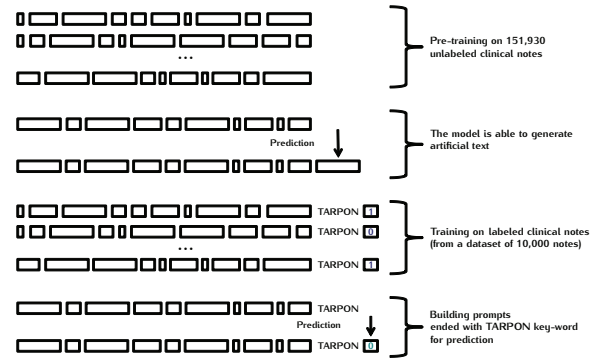 ...
Pre-training on 151,930
unlabeled clinical notes
Prediction
The model is able to generate
artificial text
TARPON 1
TARPON 0
...
TARPON 1
Training on labeled clinical notes
(from a dataset of 10,000 notes)
TARPON
Prediction
TARPON 0
Building prompts
ended with TARPON key-word
for prediction